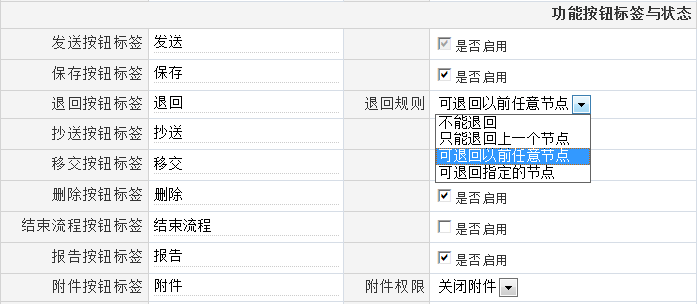 功能按钮标签与状态
发送按钮标签 发送 是否启用
保存按钮标签 保存 是否启用
退回按钮标签 退回 退回规则 可退回以前任意节点
不能退回
抄送按钮标签 抄送 只能退回上一个节点
移交按钮标签 移交 可退回以前任意节点
可退回指定的节点
删除按钮标签 删除 是否启用
结束流程按钮标签 结束流程 是否启用
报告按钮标签 报告 是否启用
附件按钮标签 附件 附件权限 关闭附件